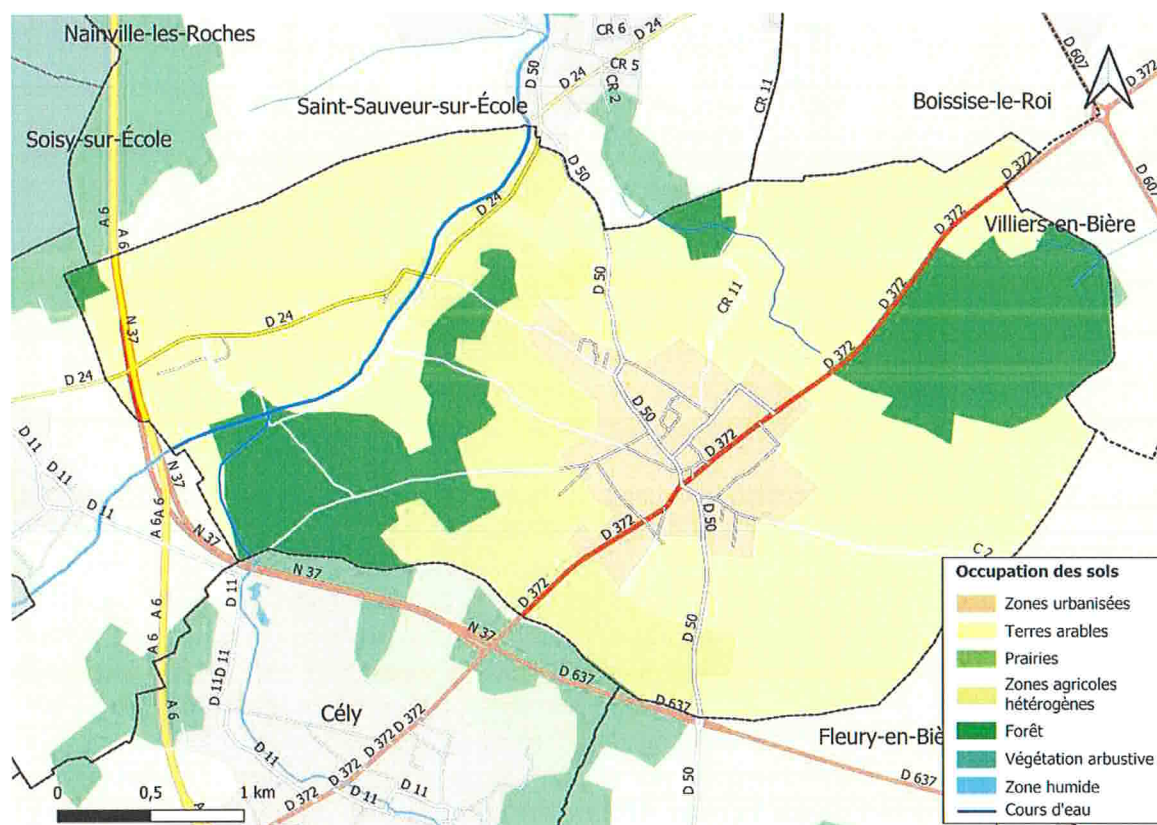 Nainville-les-Roches
CR 6
D 24
D 607
D 372
D 50
CR 5
D 24
CR 2
CR 11
Saint-Sauveur-sur-École
Boissise-le-Roi
Soisy-sur-École
D 50
D 372
D 607
A 6
A 6
D 24
D 372
Villiers-en-Bière
D 50
CR 11
D 372
N 37
D 24
D 372
D 24
D 50
D 372
D 11
N 37
D 372
D 11
A 6
A 6
N 37
D 372
D 50
C 2
N 37
D 11
D 372
A 6
N 37
D 50
D 11
D 637
D 637
A 6
Cély
D 372
D 372
Fleury-en-Biè
D 11
D 372
D 11
D 11
D 50
D 637
D 372
Occupation des sols
Zones urbanisées
Terres arables
Prairies
Zones agricoles
hétérogènes
Forêt
Végétation arbustive
Zone humide
Cours d'eau
0 0,5 1 km